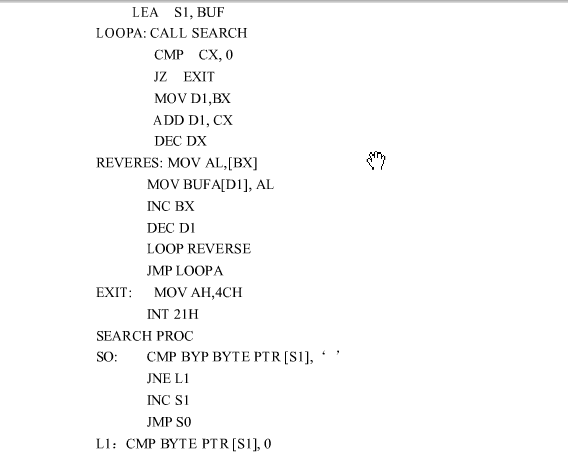 LEA S1, BUF
LOOPA: CALL SEARCH
CMP CX, 0
JZ EXIT
MOV D1,BX
ADD D1, CX
DEC DX
REVERES: MOV AL,[BX]
MOV BUFA[D1], AL
INC BX
DEC D1
LOOP REVERSE
JMP LOOPA
EXIT: MOV AH,4CH
INT 21H
SEARCH PROC
SO: CMP BYP BYTE PTR [S1], ‘ ’
JNE L1
INC S1
JMP S0
L1：CMP BYTE PTR [S1], 0